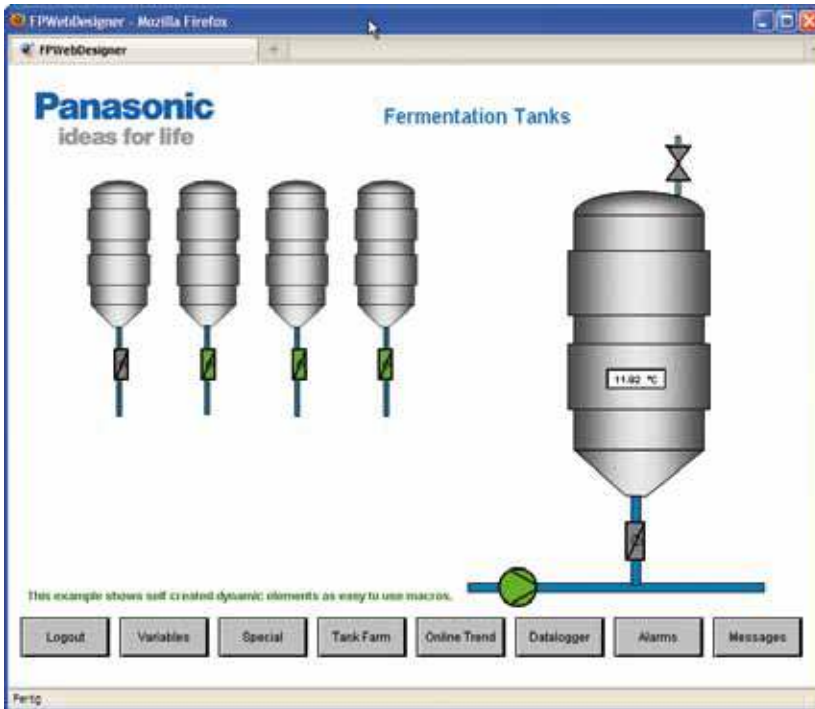 FPWebDesigner - Mozilla Firefox
FPWebDesigner
Panasonic
ideas for life
Fermentation Tanks
11.92 °C
This example shows self created dynamic elements as easy to use macros.
Logout
Variables
Special
Tank Farm
Online Trend
Datalogger
Alarms
Messages
Fertig